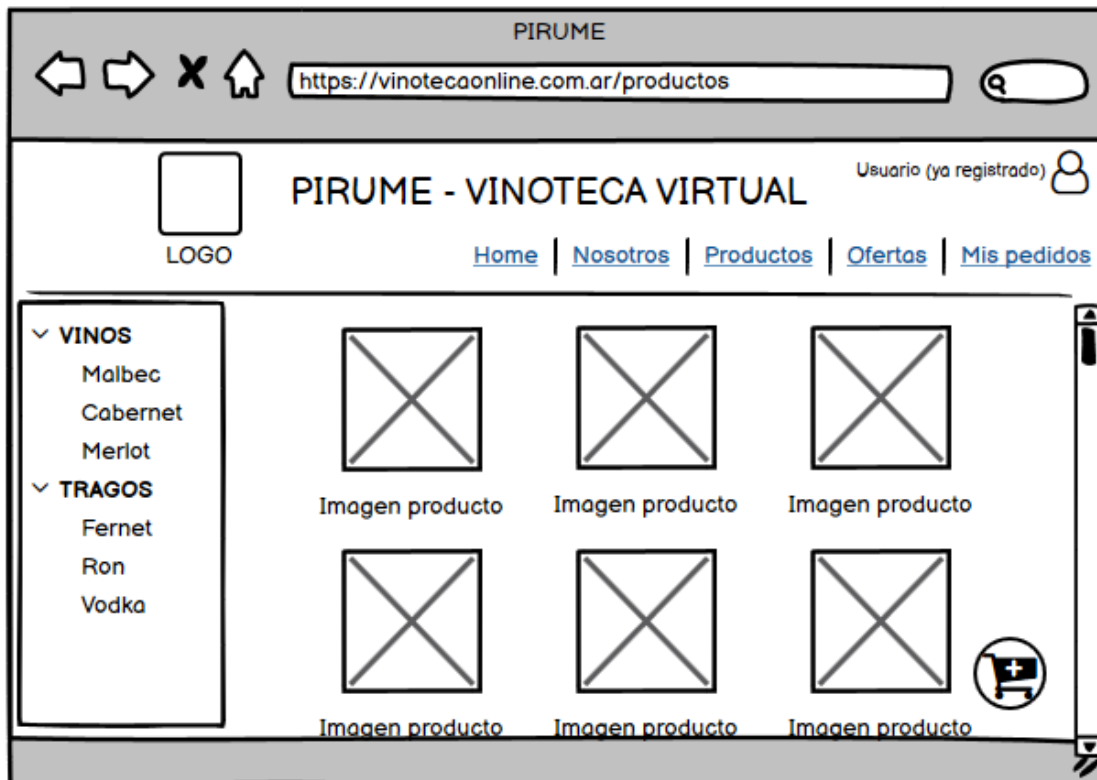 PIRUME
https://vinotecaonline.com.ar/productos
Usuario (ya registrado)
PIRUME - VINOTECA VIRTUAL
LOGO
Home | Nosotros | Productos | Ofertas | Mis pedidos
VINOS
Malbec
Cabernet
Merlot
TRAGOS
Fernet
Ron
Vodka
Imagen producto Imagen producto Imagen producto
Imagen producto Imagen producto Imagen producto